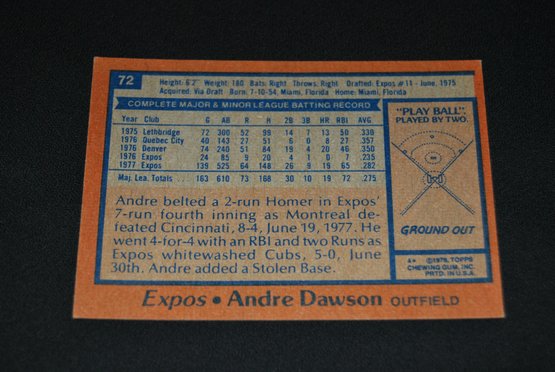 72
Height: 6'2" Weight: 180 Bats: Right Throws: Right Drafted: Expos #11 - June, 1975
Acquired: Via Draft Born: 7-10-54, Miami, Florida Home: Miami, Florida
COMPLETE MAJOR & MINOR LEAGUE BATTING RECORD
Year Club G AB R H 2B 3B HR RBI AVG
1975 Lethbridge 72 300 52 99 14 7 13 50 .330
1976 Quebec City 40 143 27 51 6 0 8 27 .357
1976 Denver 74 240 51 84 19 4 20 46 .350
1976 Expos 24 85 9 20 4 1 0 7 .235
1977 Expos 139 525 64 148 26 9 19 65 .282
Maj. Lea. Totals 163 610 73 168 30 10 19 72 .275
Andre belted a 2-run Homer in Expos'
7-run fourth inning as Montreal de-
feated Cincinnati, 8-4, June 19, 1977. He
went 4-for-4 with an RBI and two Runs as
Expos whitewashed Cubs, 5-0, June
30th. Andre added a Stolen Base.
"PLAY BALL"
PLAYED BY TWO
GROUND OUT
©1978, TOPPS
CHEWING GUM, INC.
PRTD. IN U.S.A.
Expos • Andre Dawson OUTFIELD